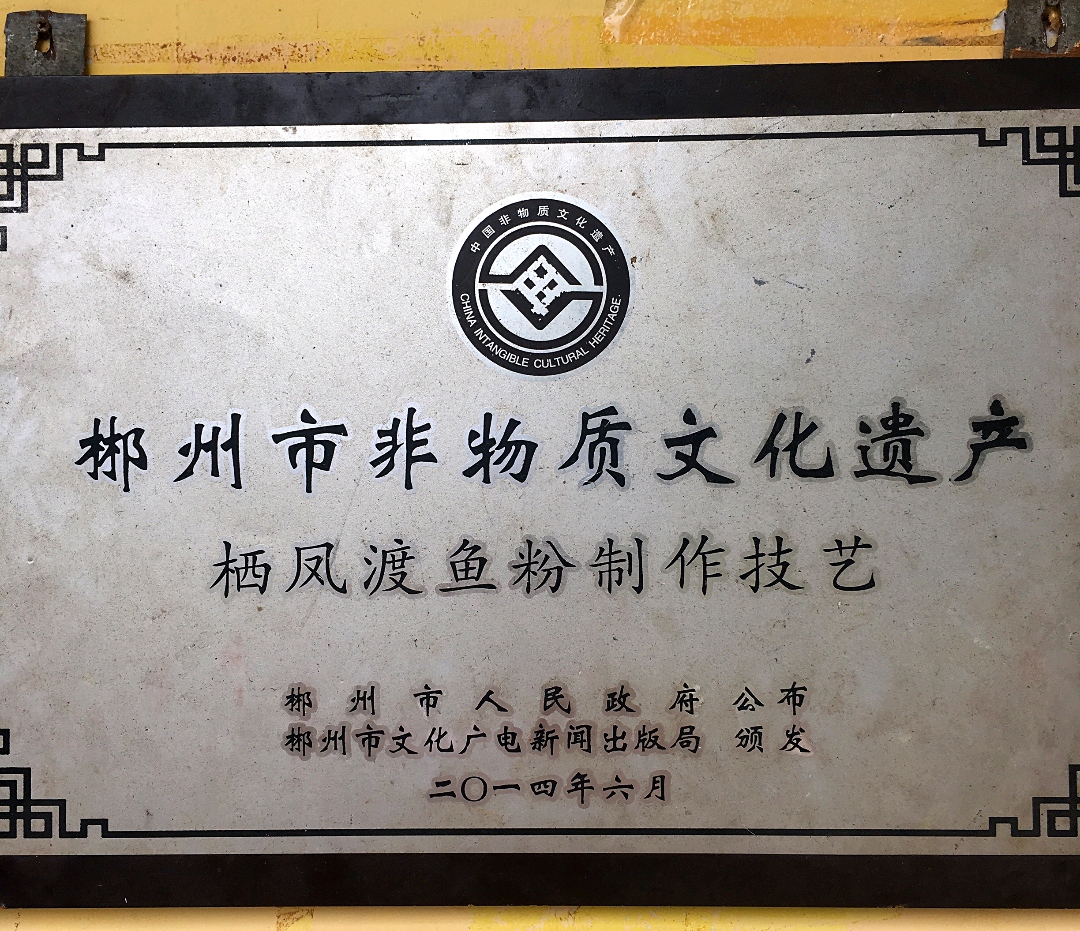 中国非物质文化遗产
CHINA INTANGIBLE CULTURAL HERITAGE.
郴州市非物质文化遗产
栖凤渡鱼粉制作技艺
郴州市人民政府 公布
郴州市文化广电新闻出版局 颁发
二〇一四年六月